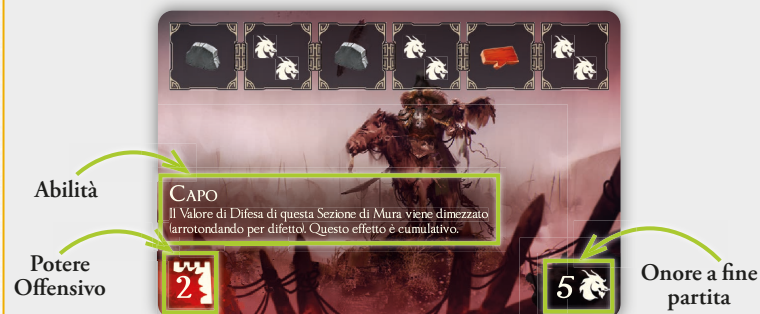 Abilità
CAPO
Il Valore di Difesa di questa Sezione di Mura viene dimezzato
(arrotondando per difetto). Questo effetto è cumulativo.
Potere
Offensivo
2
5
Onore a fine
partita